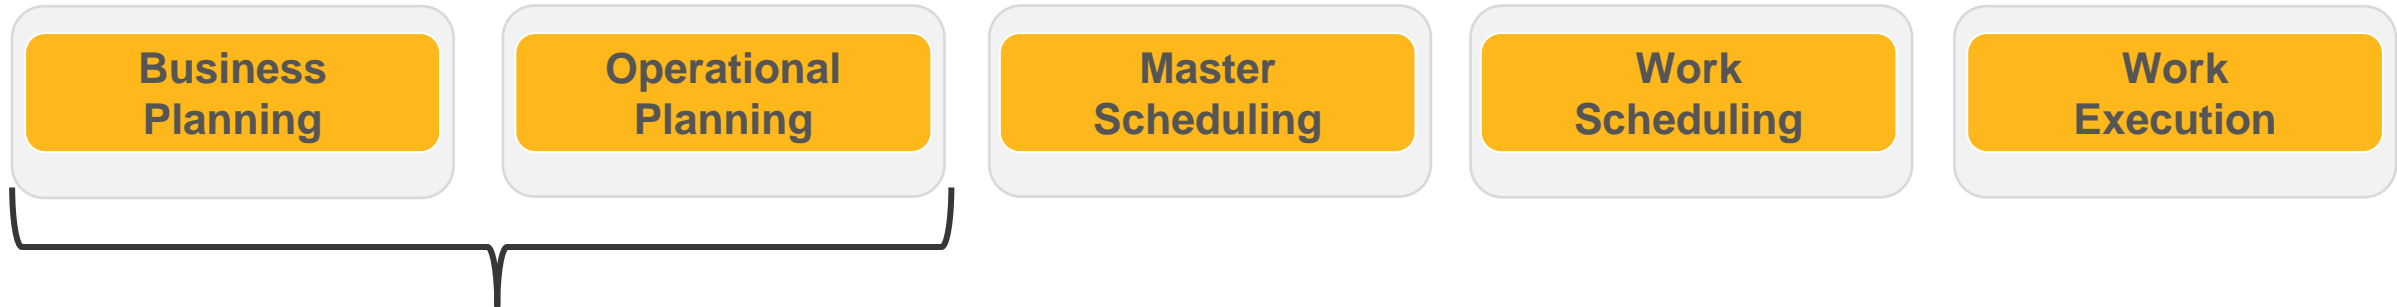 Business
Planning
Operational
Planning
Master
Scheduling
Work
Scheduling
Work
Execution